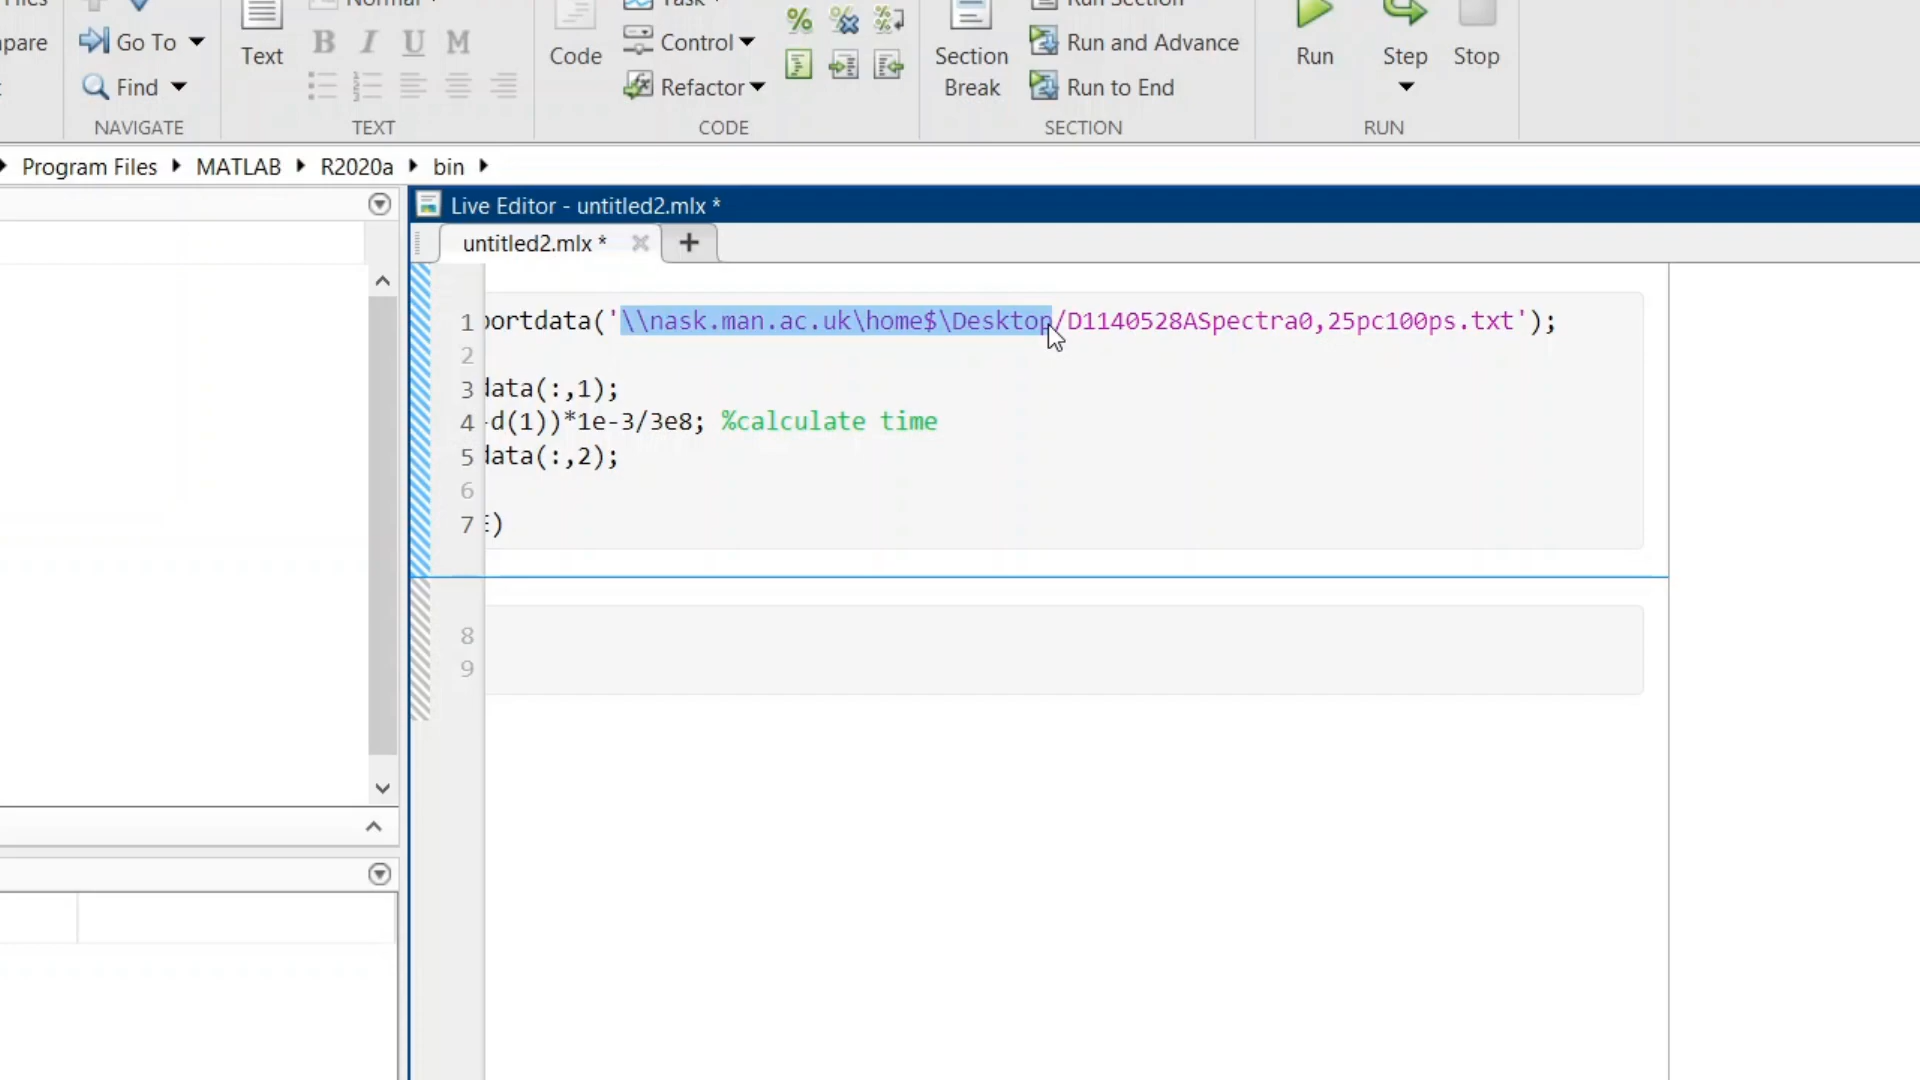 Text
B I U M
TEXT
Go To
Find
NAVIGATE
Code
Control
Refactor
CODE
Section
Break
Run and Advance
Run to End
SECTION
Run
Step
Stop
RUN
Program Files MATLAB R2020a bin
Live Editor - untitled2.mlx *
untitled2.mlx *
1 portdata('\\nask.man.ac.uk\home$\Desktop/D1140528ASpectra0,25pc100ps.txt');
2
3 data(:,1);
4 -d(1))*1e-3/3e8; %calculate time
5 data(:,2);
6
7 E)
8
9